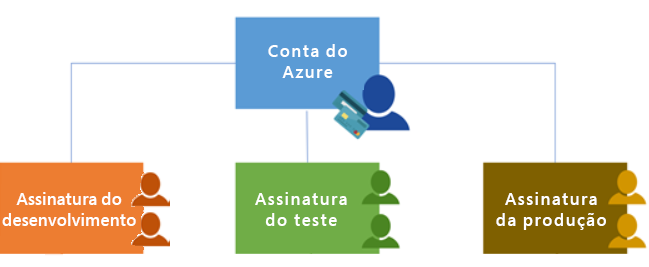 Conta do
Azure
Assinatura do
desenvolvimento
Assinatura
do teste
Assinatura
da produção